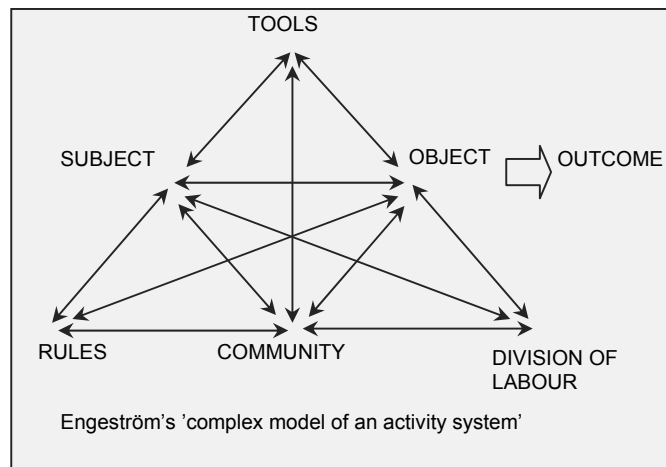 TOOLS
SUBJECT
OBJECT
OUTCOME
RULES
COMMUNITY
DIVISION OF
LABOUR
Engeström's ’complex model of an activity system’